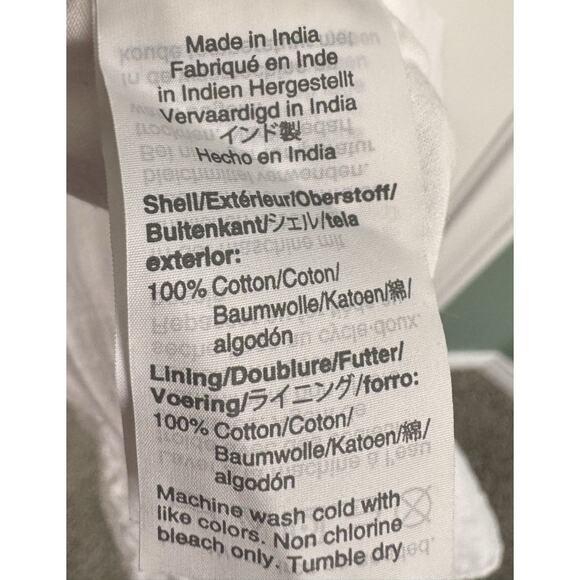 Made in India
Fabriqué en Inde
in Indien Hergestellt
Vervaardigd in India
インド製
Hecho en India
Shell/Extérieur/Oberstoff/
Buitenkant/シェル/tela
exterior:
100% Cotton/Coton/
Baumwolle/Katoen/綿/
algodón
Lining/Doublure/Futter/
Voering/ライニング/forro:
100% Cotton/Coton/
Baumwolle/Katoen/綿/
algodón
Machine wash cold with
like colors. Non chlorine
bleach only. Tumble dry